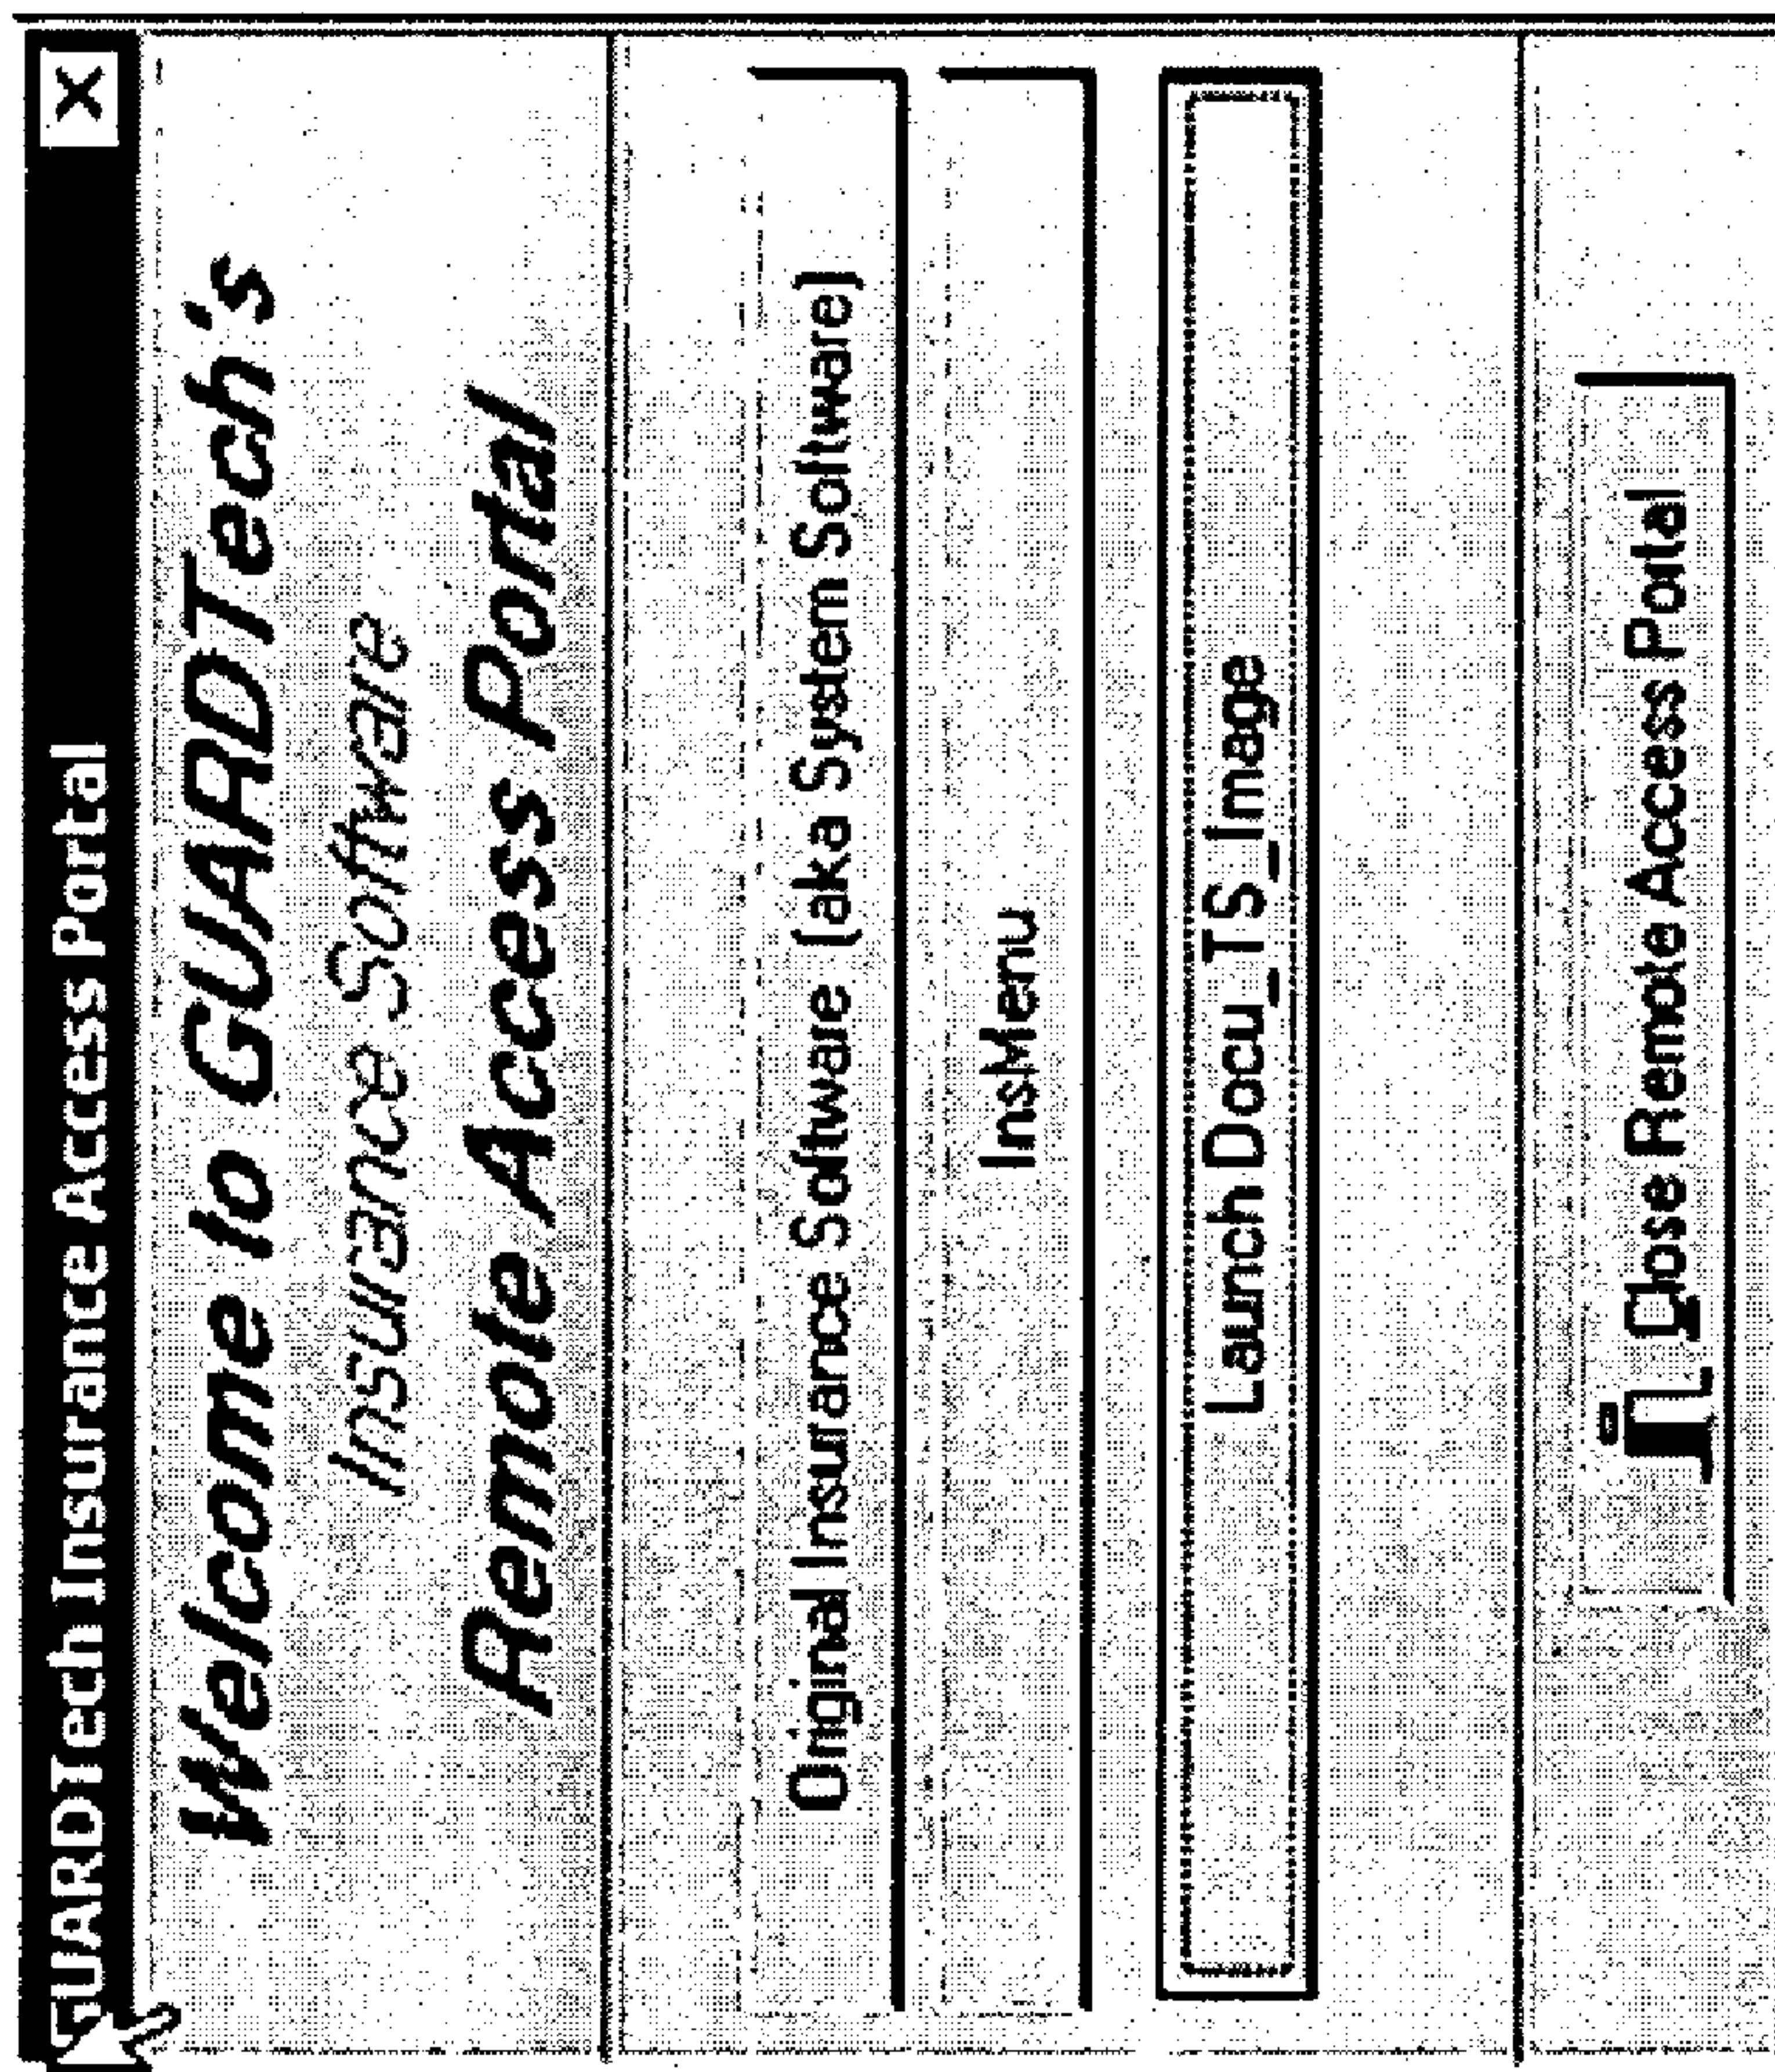 GUARDTech Insurance Access Portal
X
Welcome to GUARDTech's
Insurance Software
Remote Access Portal
Original Insurance Software (aka System Software)
InsMenu
Launch Docu_TS_Image
Close Remote Access Portal